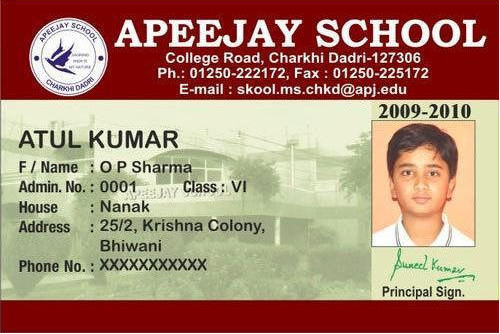 APEEJAY SCHOOL
SOARING
HIGH IS
MY NATURE
CHARKHI DADRI
APEEJAY SCHOOL
College Road, Charkhi Dadri-127306
Ph.: 01250-222172, Fax : 01250-225172
E-mail : skool.ms.chkd@apj.edu
2009-2010
ATUL KUMAR
F / Name : O P Sharma
Admin. No. : 0001 Class : VI
House : Nanak
Address : 25/2, Krishna Colony,
Bhiwani
Phone No. : XXXXXXXXXXX
APEEJAY SCHOOL
Suneel Kumar
Principal Sign.